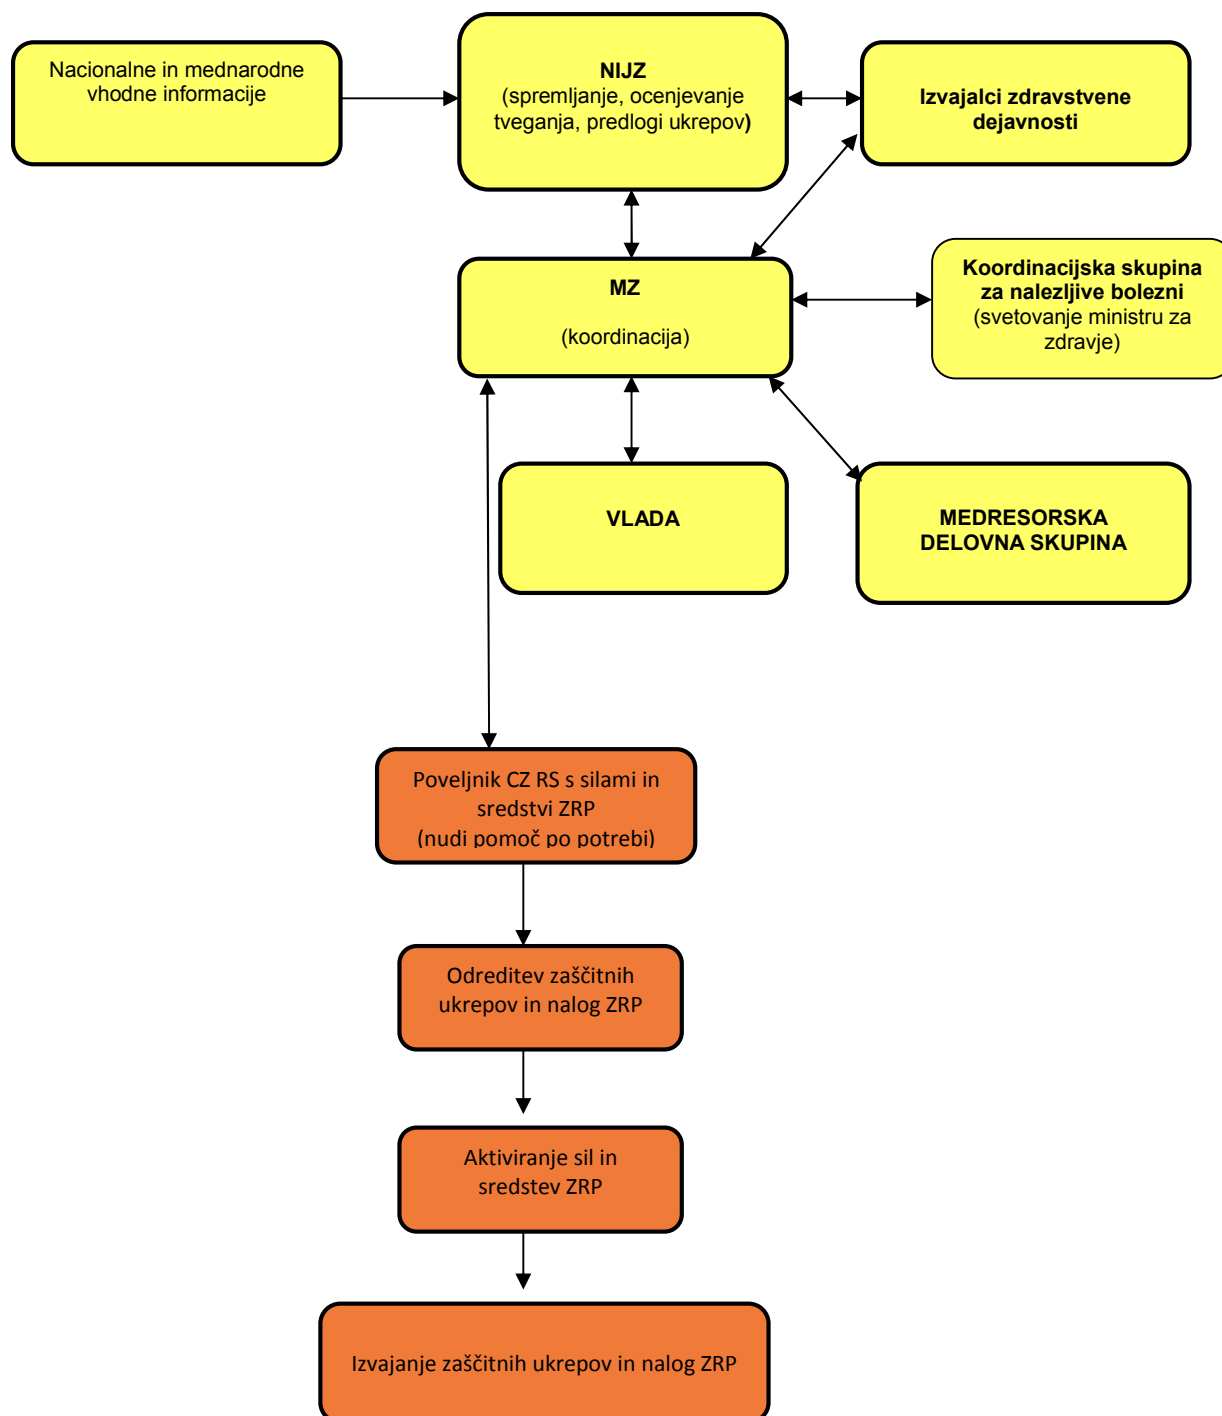 Nacionalne in mednarodne
vhodne informacije
NIJZ
(spremljanje, ocenjevanje
tveganja, predlogi ukrepov)
Izvajalci zdravstvene
dejavnosti
MZ
(koordinacija)
Koordinacijska skupina
za nalezljive bolezni
(svetovanje ministru za
zdravje)
VLADA
MEDRESORSKA
DELOVNA SKUPINA
Poveljnik CZ RS s silami in
sredstvi ZRP
(nudi pomoč po potrebi)
Odreditev zaščitnih
ukrepov in nalog ZRP
Aktiviranje sil in
sredstev ZRP
Izvajanje zaščitnih ukrepov in nalog ZRP